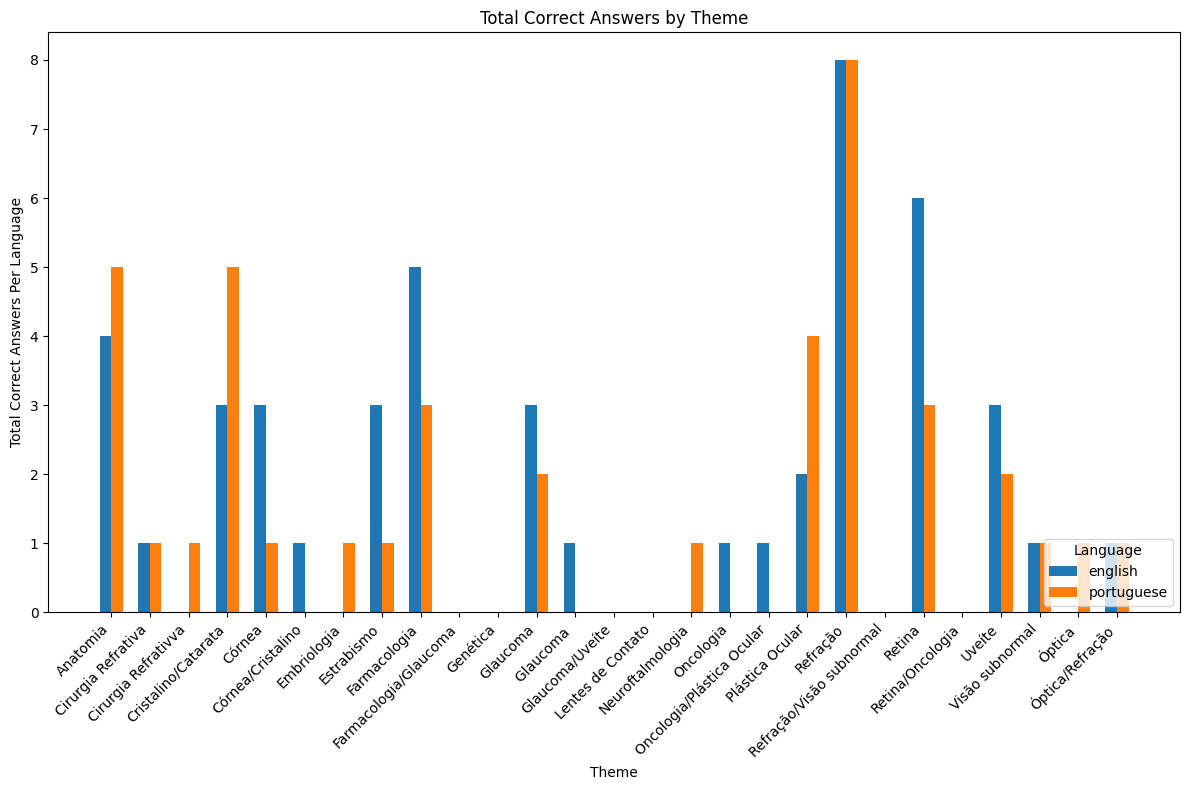 Total Correct Answers by Theme
Total Correct Answers Per Language
8
7
6
5
4
3
2
1
0
Anatomia
Cirurgia Refrativa
Cirurgia Refrativva
Cristalino/Catarata
Córnea
Córnea/Cristalino
Embriologia
Estrabismo
Farmacologia
Farmacologia/Glaucoma
Genética
Glaucoma
Glaucoma
Glaucoma/Uveíte
Lentes de Contato
Neuroftalmologia
Oncologia
Oncologia/Plástica Ocular
Plástica Ocular
Refração
Refração/Visão subnormal
Retina
Retina/Oncologia
Uveíte
Visão subnormal
Óptica
Óptica/Refração
Theme
Language
english
portuguese